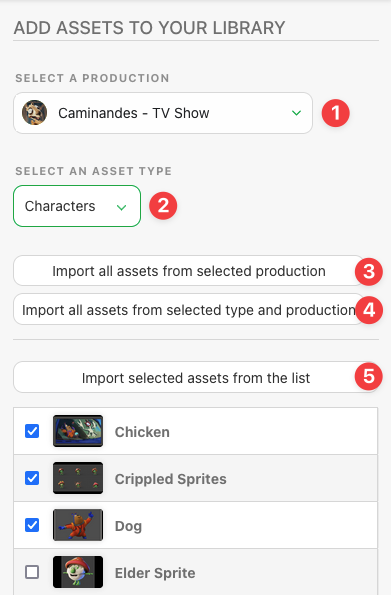 ADD ASSETS TO YOUR LIBRARY
SELECT A PRODUCTION
Caminandes - TV Show
1
SELECT AN ASSET TYPE
Characters
2
Import all assets from selected production
3
Import all assets from selected type and production
4
Import selected assets from the list
5
Chicken
Crippled Sprites
Dog
Elder Sprite